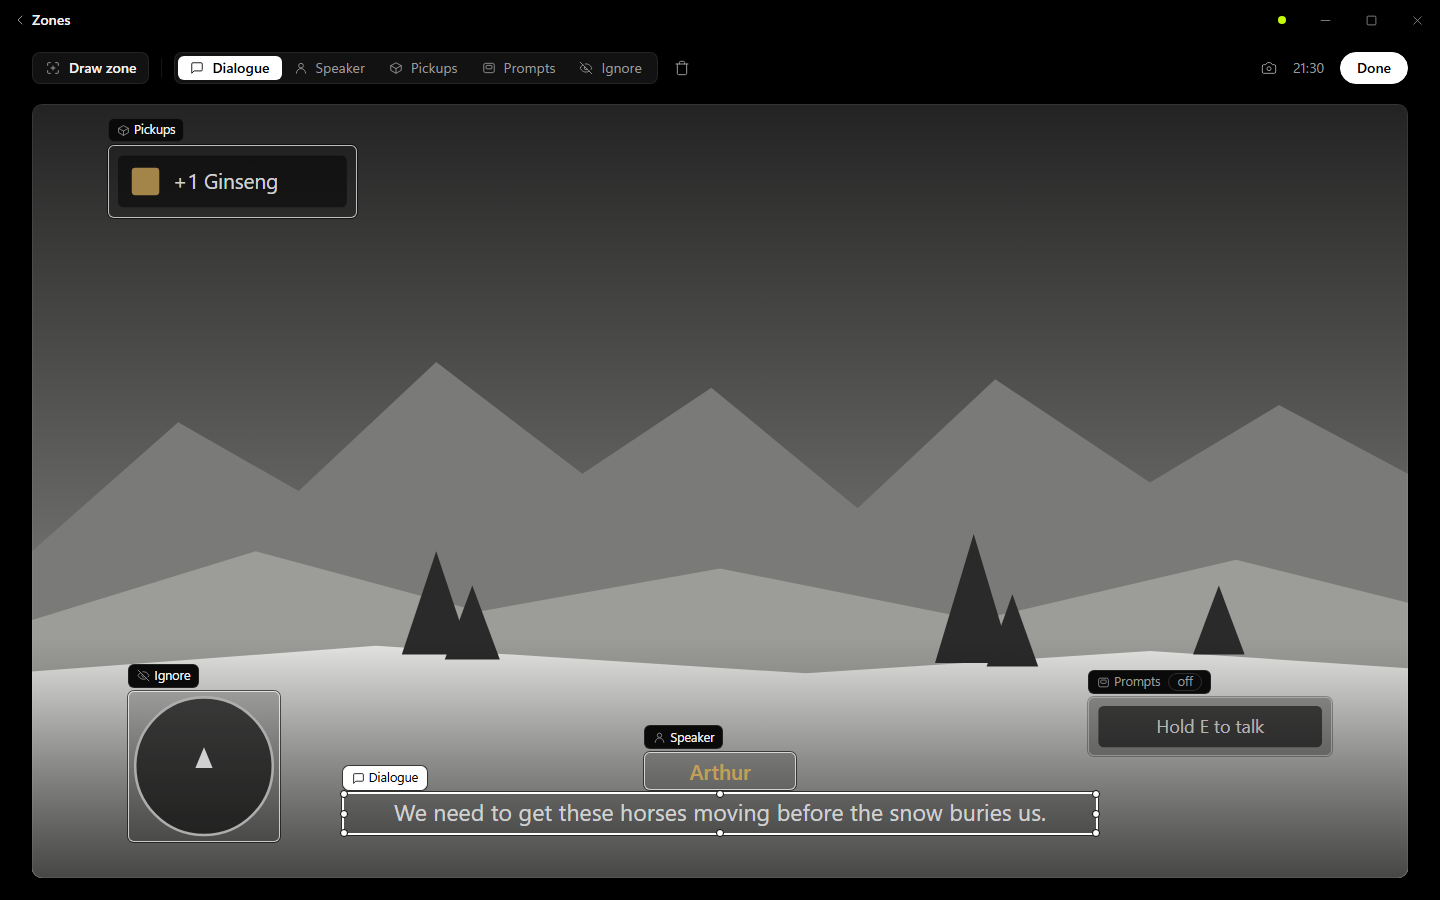 Zones
Draw zone
Dialogue
Speaker
Pickups
Prompts
Ignore
21:30
Done
Pickups
+1 Ginseng
Ignore
Prompts off
Hold E to talk
Speaker
Arthur
Dialogue
We need to get these horses moving before the snow buries us.